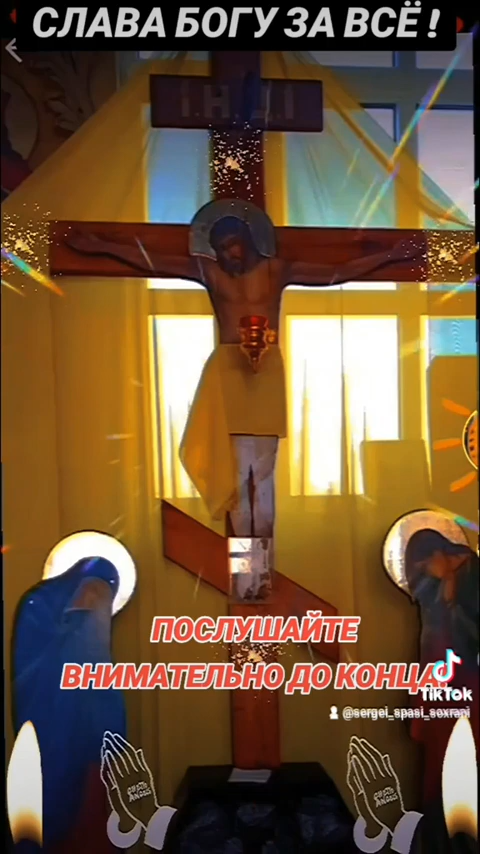 СЛАВА БОГУ ЗА ВСЁ!
І.Н.Ц.І
ПОСЛУШАЙТЕ
ВНИМАТЕЛЬНО ДО КОНЦА!
TikTok
@sergei_spasi_soxrani